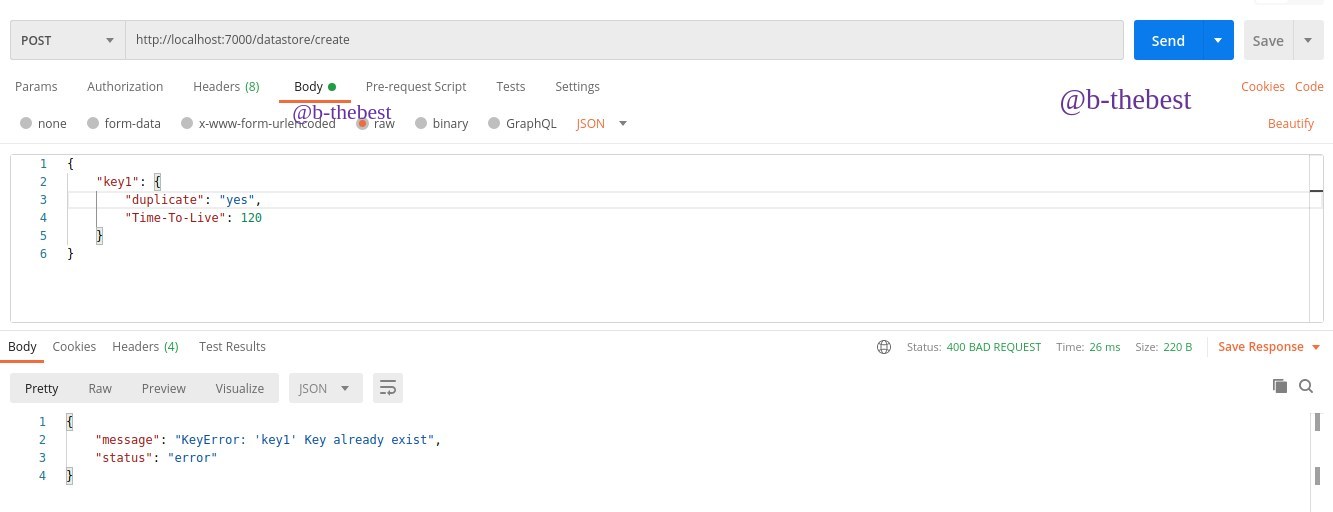 POST http://localhost:7000/datastore/create Send Save
Params Authorization Headers (8) Body Pre-request Script Tests Settings Cookies Code
@b-thebest @b-thebest
none form-data x-www-form-urlencoded raw binary GraphQL JSON Beautify
1 {
2 "key1": {
3 "duplicate": "yes",
4 "Time-To-Live": 120
5 }
6 }
Body Cookies Headers (4) Test Results Status: 400 BAD REQUEST Time: 26 ms Size: 220 B Save Response
Pretty Raw Preview Visualize JSON
1 {
2 "message": "KeyError: 'key1' Key already exist",
3 "status": "error"
4 }